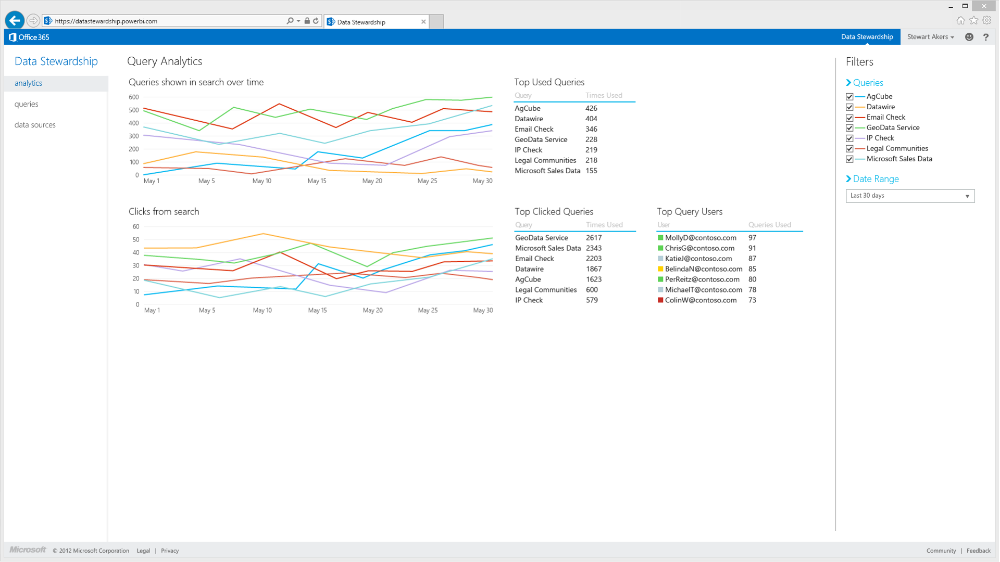 https://datastewardship.powerbi.com
Data Stewardship
Office 365
Data Stewardship
Stewart Akers
?
Data Stewardship
analytics
queries
data sources
Query Analytics
Queries shown in search over time
600
500
400
300
200
100
0
May 1 May 5 May 10 May 15 May 20 May 25 May 30
Top Used Queries
Query Times Used
AgCube 426
Datawire 404
Email Check 346
GeoData Service 228
IP Check 219
Legal Communities 218
Microsoft Sales Data 155
Clicks from search
60
50
40
30
20
10
0
May 1 May 5 May 10 May 15 May 20 May 25 May 30
Top Clicked Queries
Query Times Used
GeoData Service 2617
Microsoft Sales Data 2343
Email Check 2203
Datawire 1867
AgCube 1623
Legal Communities 600
IP Check 579
Top Query Users
User Queries Used
MollyD@contoso.com 97
ChrisG@contoso.com 91
KatieJ@contoso.com 87
BelindaN@contoso.com 85
PerReitz@contoso.com 80
MichaelT@contoso.com 78
ColinW@contoso.com 73
Filters
Queries
AgCube
Datawire
Email Check
GeoData Service
IP Check
Legal Communities
Microsoft Sales Data
Date Range
Last 30 days
Microsoft © 2012 Microsoft Corporation Legal | Privacy
Community | Feedback